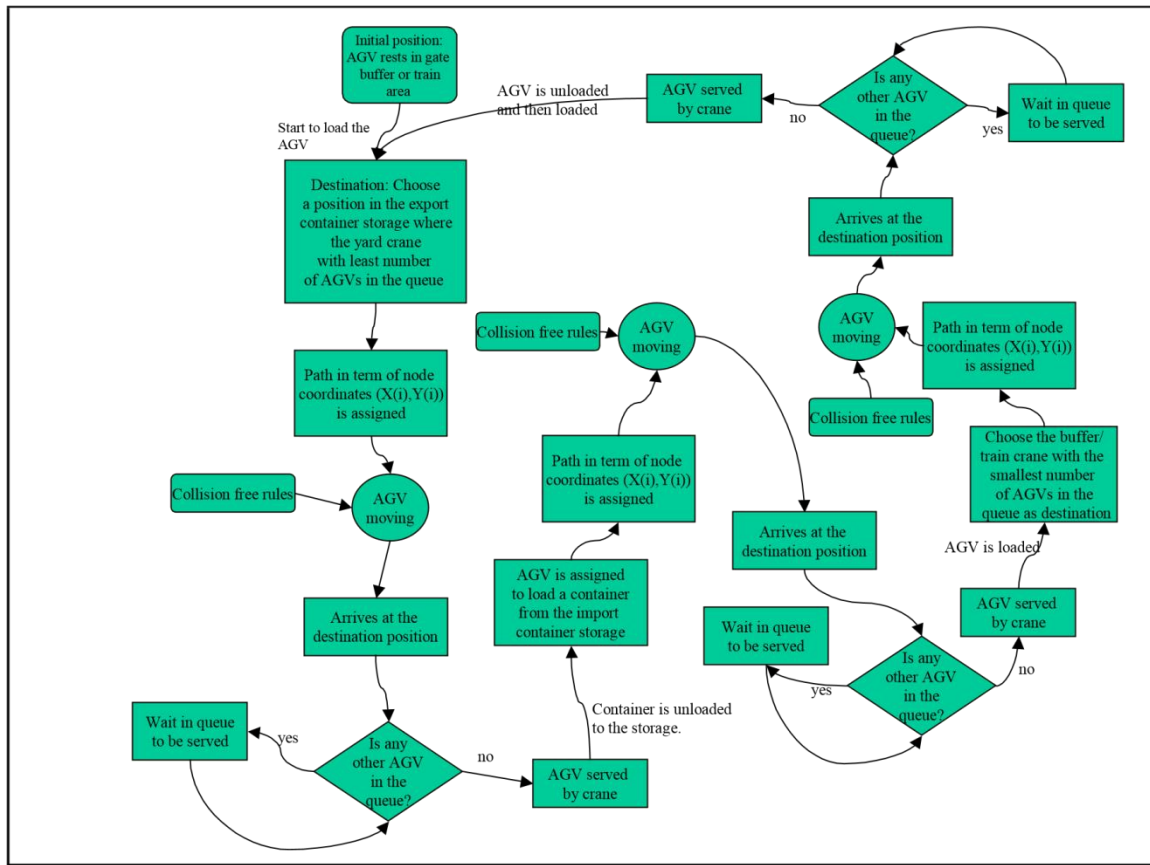 Initial position:
AGV rests in gate
buffer or train
area
Start to load the
AGV
AGV is unloaded
and then loaded
AGV served
by crane
no
Is any
other AGV
in the
queue?
yes
Wait in queue
to be served
Destination: Choose
a position in the export
container storage where
the yard crane
with least number
of AGVs in the queue
Path in term of node
coordinates (X(i),Y(i))
is assigned
Collision free rules
AGV
moving
Arrives at the
destination position
Wait in queue
to be served
yes
Is any
other AGV
in the
queue?
no
AGV served
by crane
Container is unloaded
to the storage.
AGV is assigned
to load a container
from the import
container storage
Path in term of node
coordinates (X(i),Y(i))
is assigned
Collision free rules
AGV
moving
Arrives at the
destination position
Wait in queue
to be served
yes
Is any
other AGV
in the
queue?
no
AGV served
by crane
AGV is loaded
Choose the buffer/
train crane with the
smallest number
of AGVs in the
queue as destination
Path in term of node
coordinates (X(i),Y(i))
is assigned
Collision free rules
AGV
moving
Arrives at the
destination position